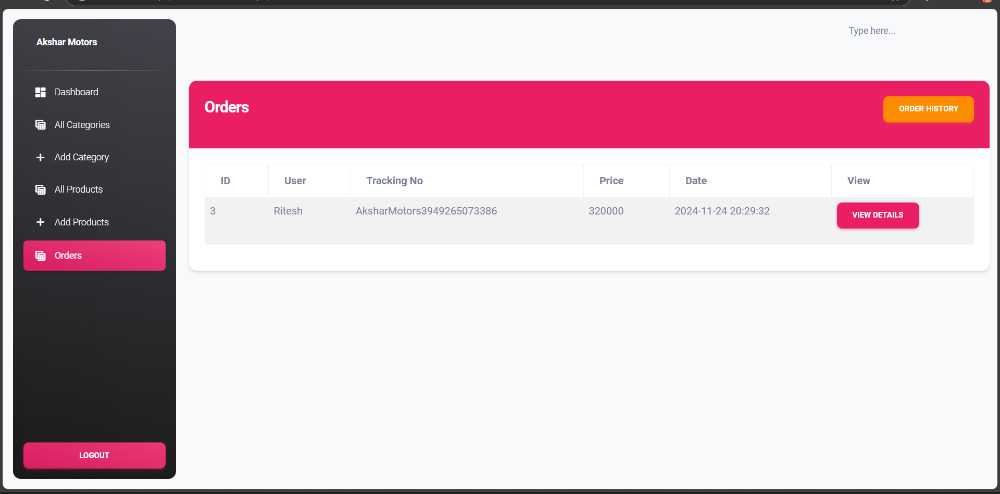 Akshar Motors
Type here...
Dashboard
All Categories
Add Category
All Products
Add Products
Orders
LOGOUT
Orders
ORDER HISTORY
ID User Tracking No Price Date View
3 Ritesh AksharMotors3949265073386 320000 2024-11-24 20:29:32 VIEW DETAILS